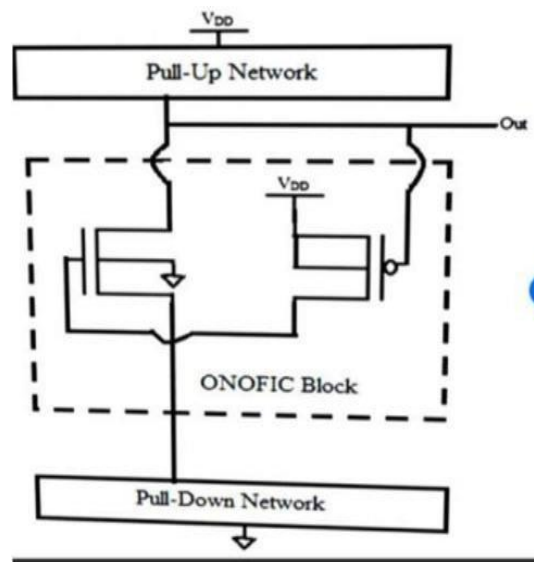 VDD
Pull-Up Network
Out
VDD
ONOFIC Block
Pull-Down Network